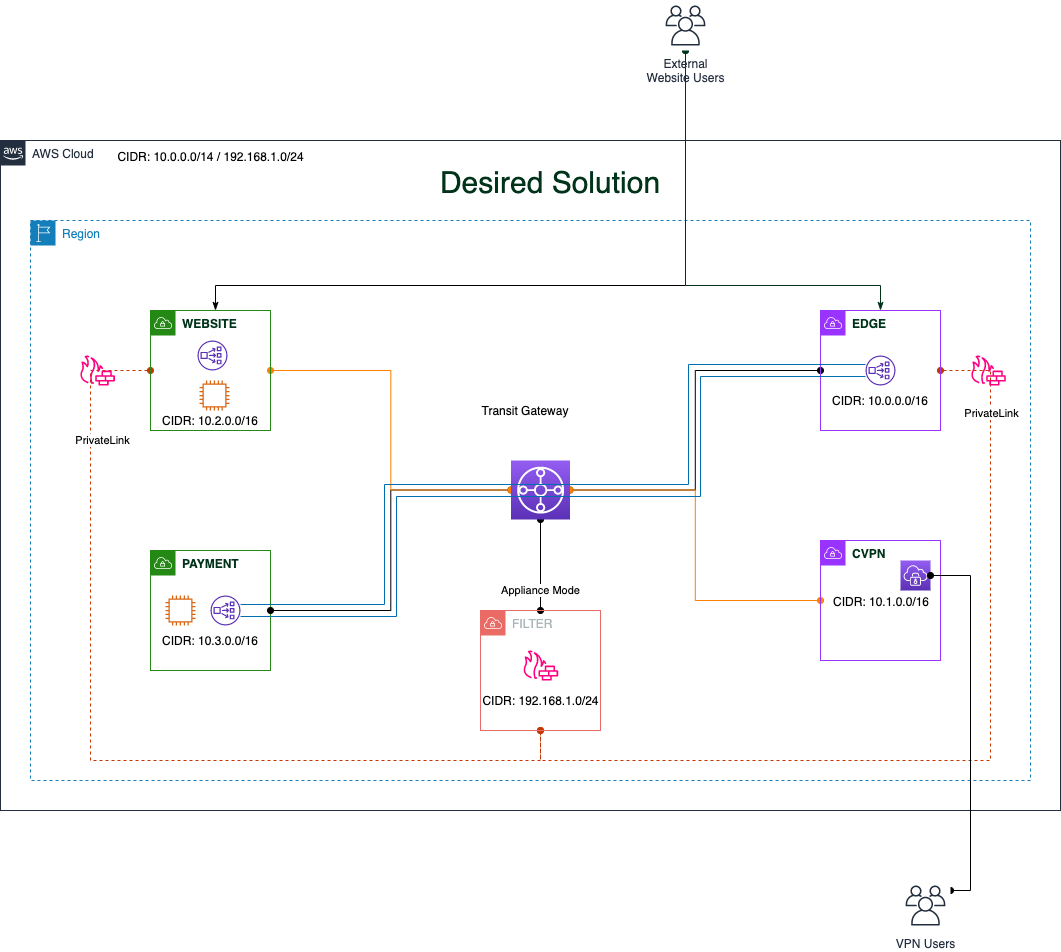 External
Website Users
aws
AWS Cloud
CIDR: 10.0.0.0/14 / 192.168.1.0/24
Desired Solution
Region
WEBSITE
CIDR: 10.2.0.0/16
PrivateLink
EDGE
CIDR: 10.0.0.0/16
PrivateLink
Transit Gateway
PAYMENT
CIDR: 10.3.0.0/16
Appliance Mode
FILTER
CIDR: 192.168.1.0/24
CVPN
CIDR: 10.1.0.0/16
VPN Users